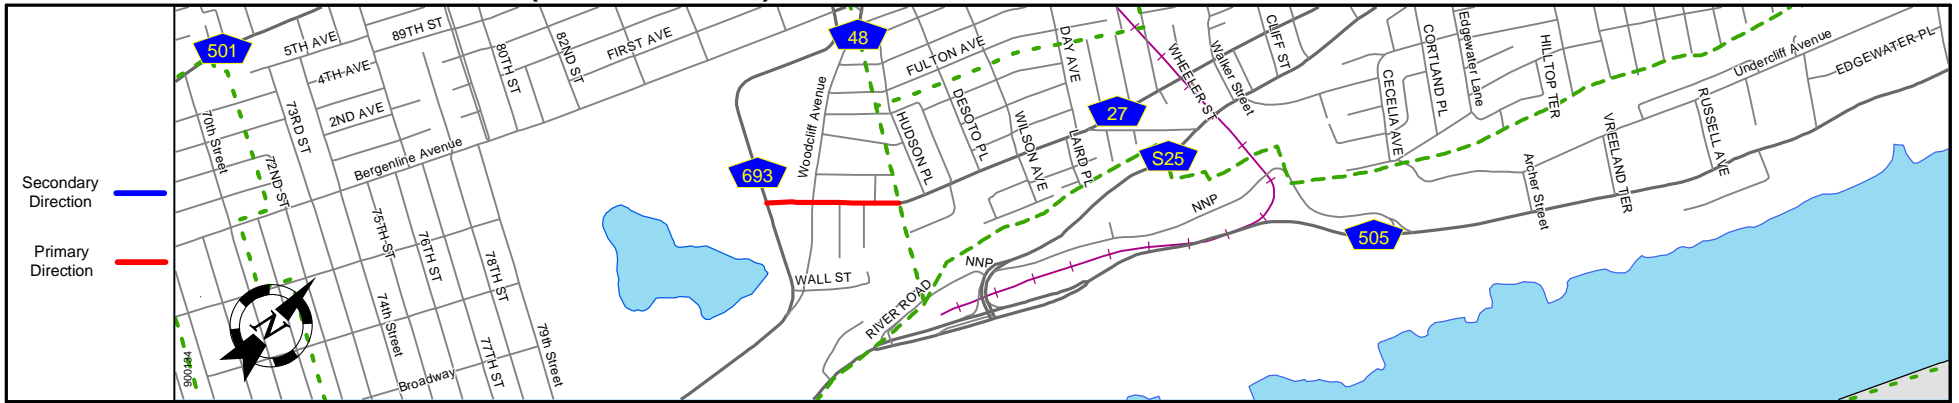 Secondary
Direction
Primary
Direction
501
5TH AVE
4TH AVE
2ND AVE
89TH ST
80TH ST
82ND ST
FIRST AVE
70th Street
73RD ST
72ND ST
Bergenline Avenue
75TH ST
76TH ST
78TH ST
74th Street
77TH ST
79th Street
Broadway
N
48
693
Woodcliff Avenue
FULTON AVE
HUDSON PL
DESOTO PL
WILSON AVE
DAY AVE
LAIRD PL
27
S25
WHEELER ST
Walker Street
CLIFF ST
WALL ST
RIVER ROAD
NNP
NNP
505
CECELIA AVE
CORTLAND PL
Edgewater Lane
HILLTOP TER
Archer Street
VREELAND TER
RUSSELL AVE
Undercliff Avenue
EDGEWATER PL